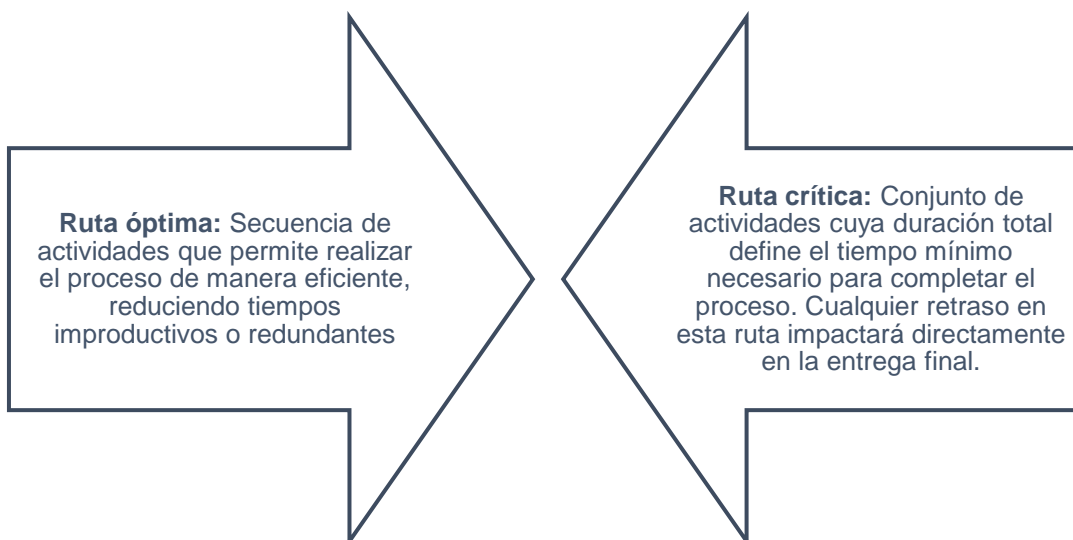 Ruta óptima: Secuencia de
actividades que permite realizar
el proceso de manera eficiente,
reduciendo tiempos
improductivos o redundantes
Ruta crítica: Conjunto de
actividades cuya duración total
define el tiempo mínimo
necesario para completar el
proceso. Cualquier retraso en
esta ruta impactará directamente
en la entrega final.